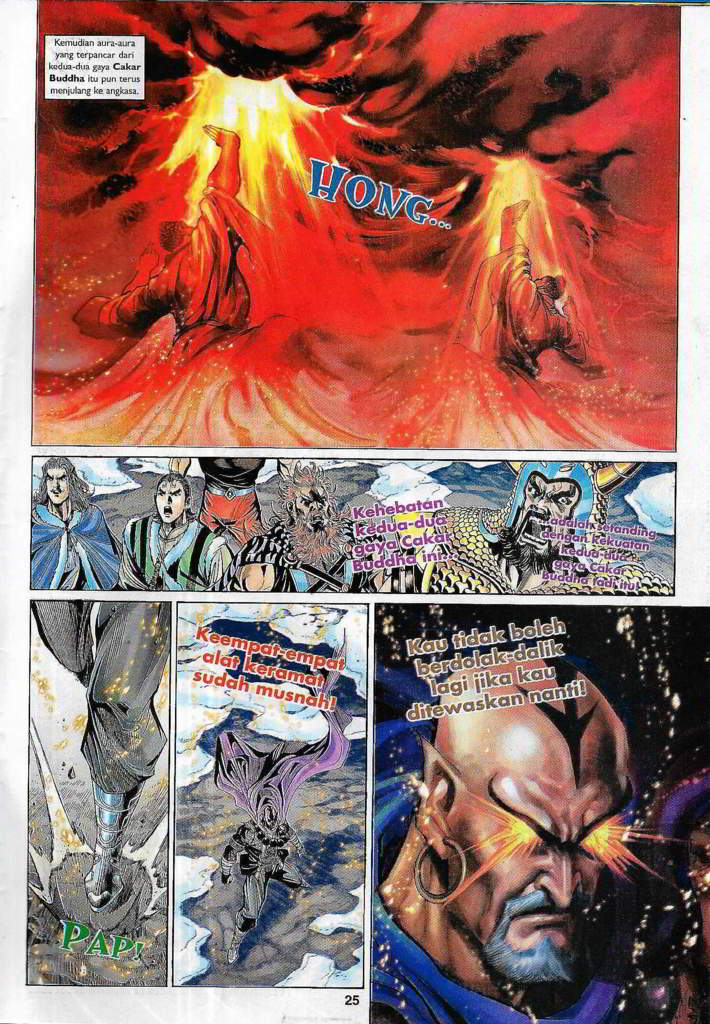 Kemudian aura-aura
yang terpancar dari
kedua-dua gaya Cakar
Buddha itu pun terus
menjulang ke angkasa.
HONG...
Kehebatan
kedua-dua
gaya Cakar
Buddha ini...
...adalah setanding
dengan kekuatan
kedua-dua
gaya Cakar
Buddha tadi itu!
PAP!
Keempat-empat
alat keramat
sudah musnah!
Kau tidak boleh
berdolak-dalik
lagi jika kau
ditewaskan nanti!
25